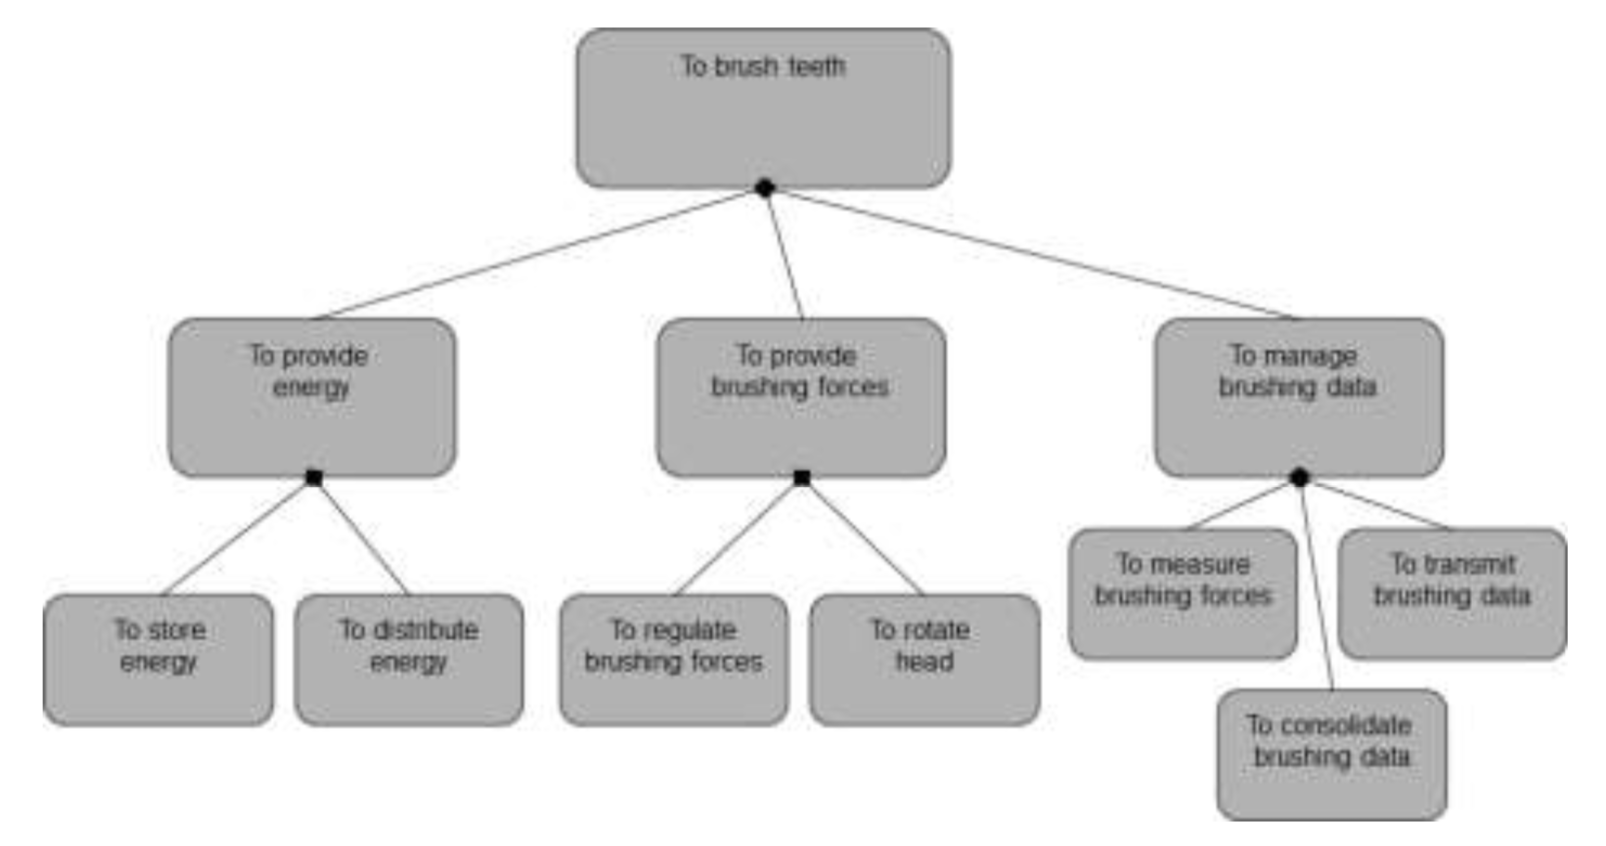 To brush teeth
To provide
energy
To provide
brushing forces
To manage
brushing data
To store
energy
To distribute
energy
To regulate
brushing forces
To rotate
head
To measure
brushing forces
To transmit
brushing data
To consolidate
brushing data